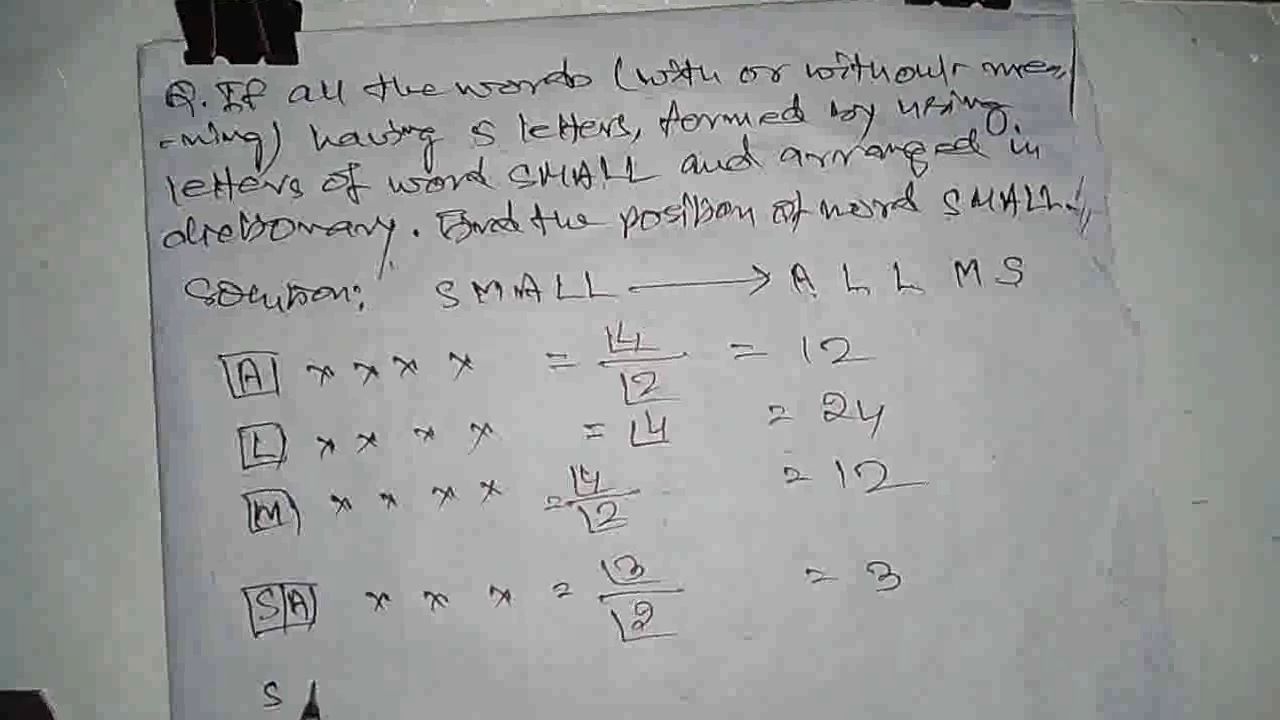 Q. If all the words (with or without mea-
-ning) having 5 letters, formed by using
letters of word SMALL and arranged in
dictionary. Find the position of word SMALL.
Solution: SMALL ⟶ A L L M S
A × × × × = 4 / 2 = 12
L × × × × = 4 = 24
M × × × × = 4 / 2 = 12
S A × × × = 3 / 2 = 3
S